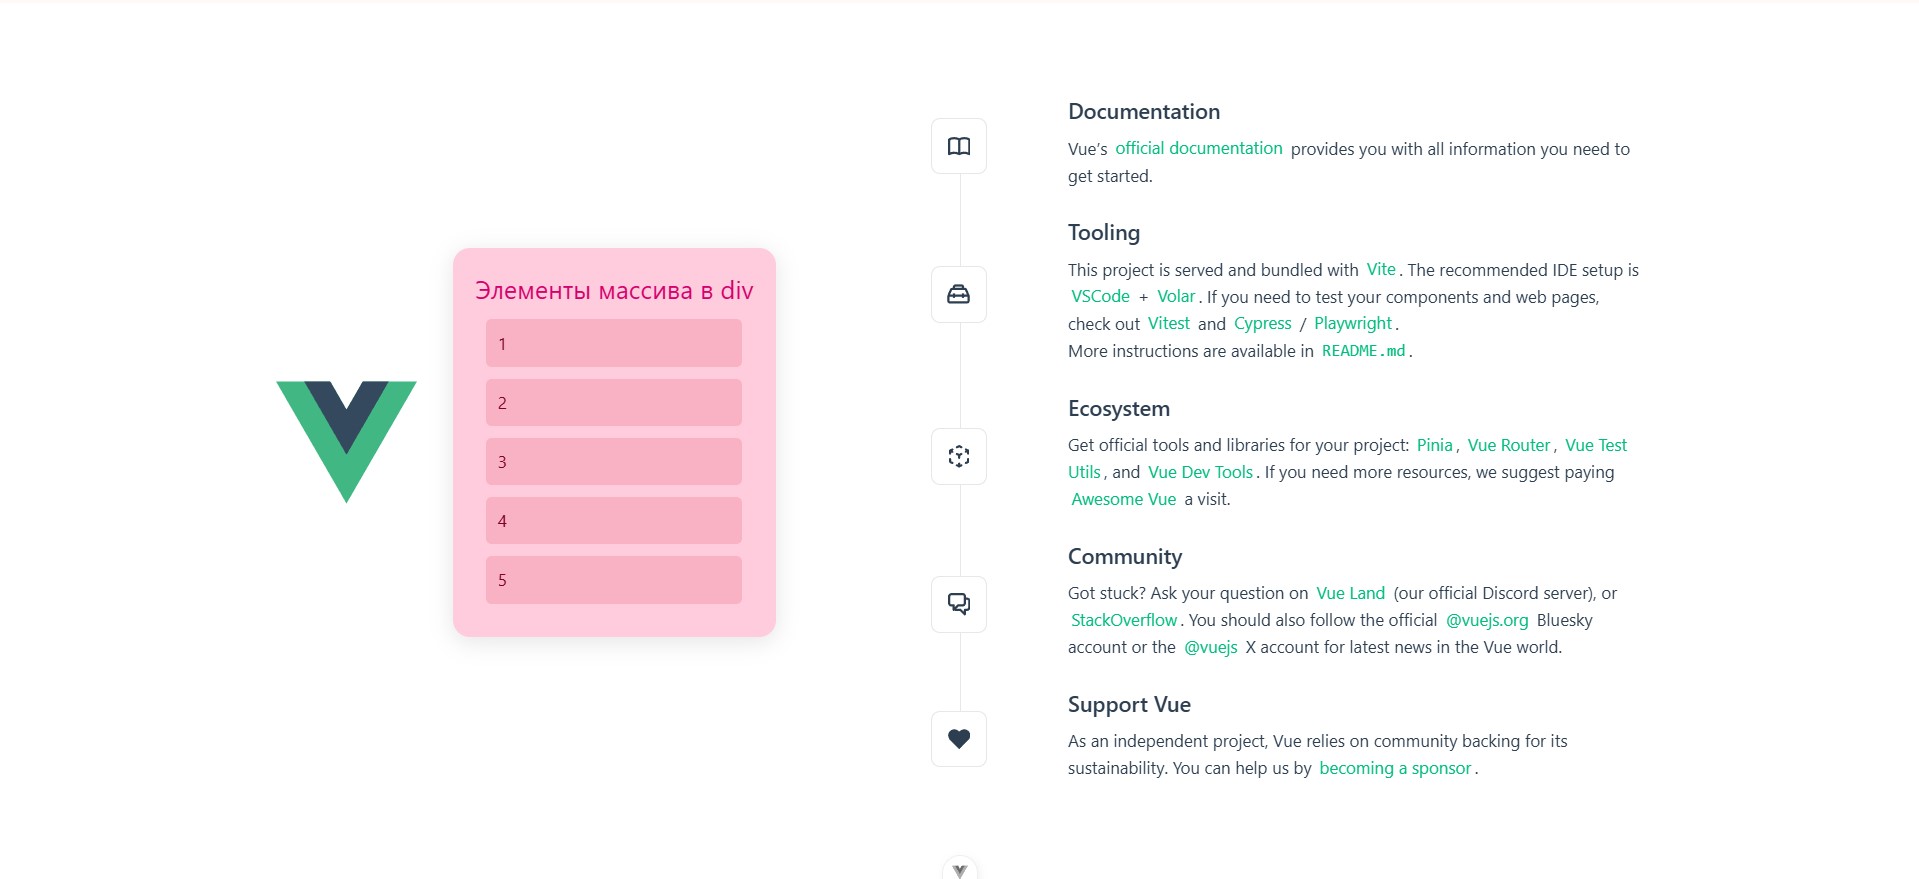 Элементы массива в div
1
2
3
4
5
Documentation
Vue’s official documentation provides you with all information you need to
get started.
Tooling
This project is served and bundled with Vite. The recommended IDE setup is
VSCode + Volar. If you need to test your components and web pages,
check out Vitest and Cypress / Playwright.
More instructions are available in README.md.
Ecosystem
Get official tools and libraries for your project: Pinia, Vue Router, Vue Test
Utils, and Vue Dev Tools. If you need more resources, we suggest paying
Awesome Vue a visit.
Community
Got stuck? Ask your question on Vue Land (our official Discord server), or
StackOverflow. You should also follow the official @vuejs.org Bluesky
account or the @vuejs X account for latest news in the Vue world.
Support Vue
As an independent project, Vue relies on community backing for its
sustainability. You can help us by becoming a sponsor.